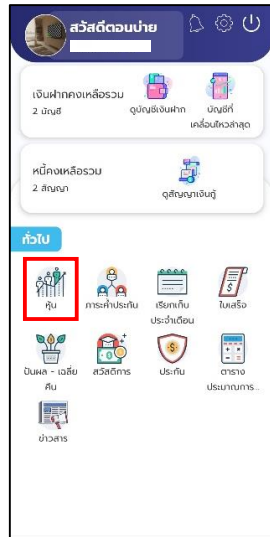 สวัสดีตอนบ่าย
เงินฝากคงเหลือรวม
2 บัญชี
ดูบัญชีเงินฝาก
บัญชีที่
เคลื่อนไหวล่าสุด
หนี้คงเหลือรวม
2 สัญญา
ดูสัญญาเงินกู้
ทั่วไป
หุ้น
ภาระค้ำประกัน
เรียกเก็บ
ประจำเดือน
ใบเสร็จ
ปันผล - เฉลี่ย
คืน
สวัสดิการ
ประกัน
ตาราง
ประมาณการ...
ข่าวสาร